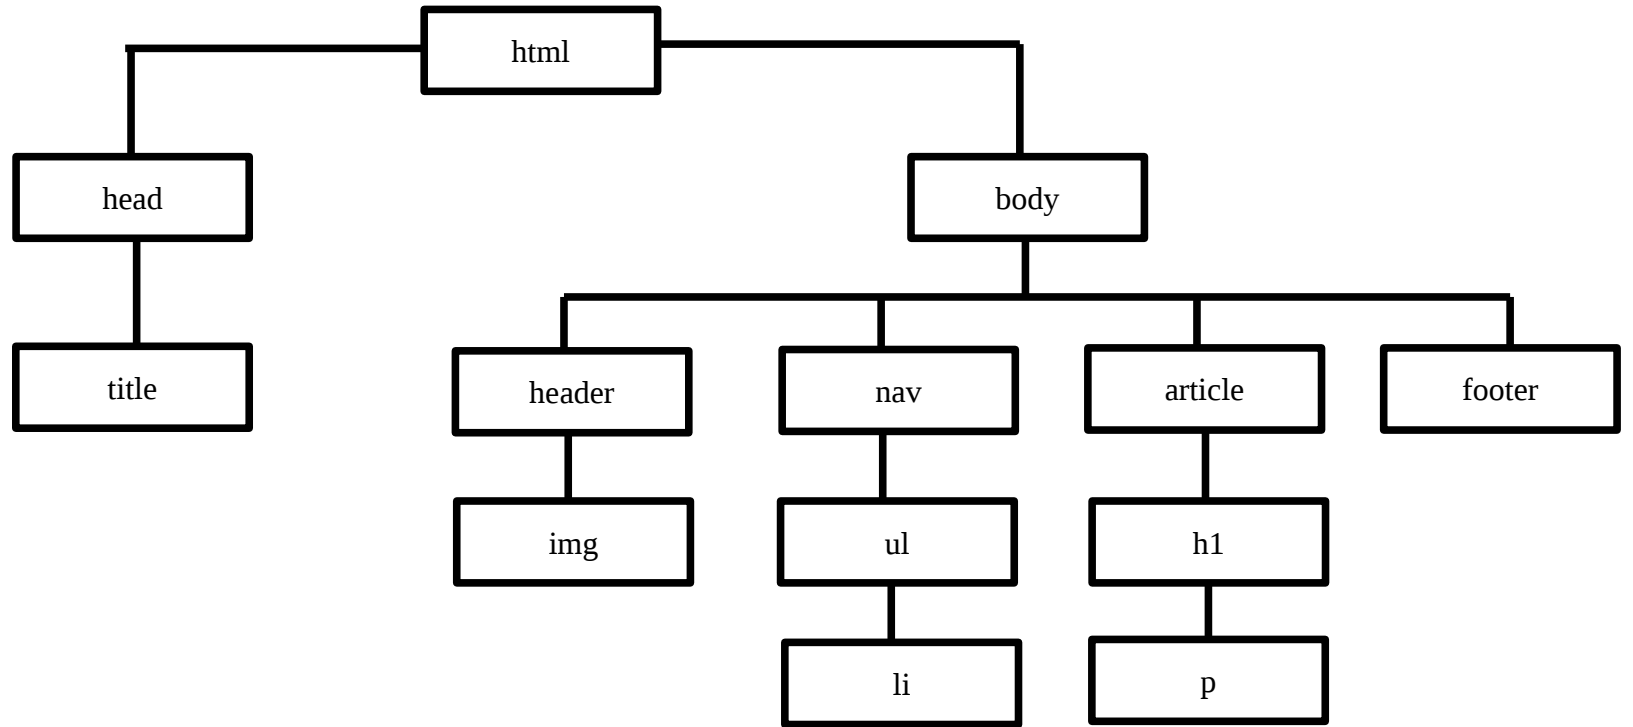 html
head
body
title
header
nav
article
footer
img
ul
h1
li
p